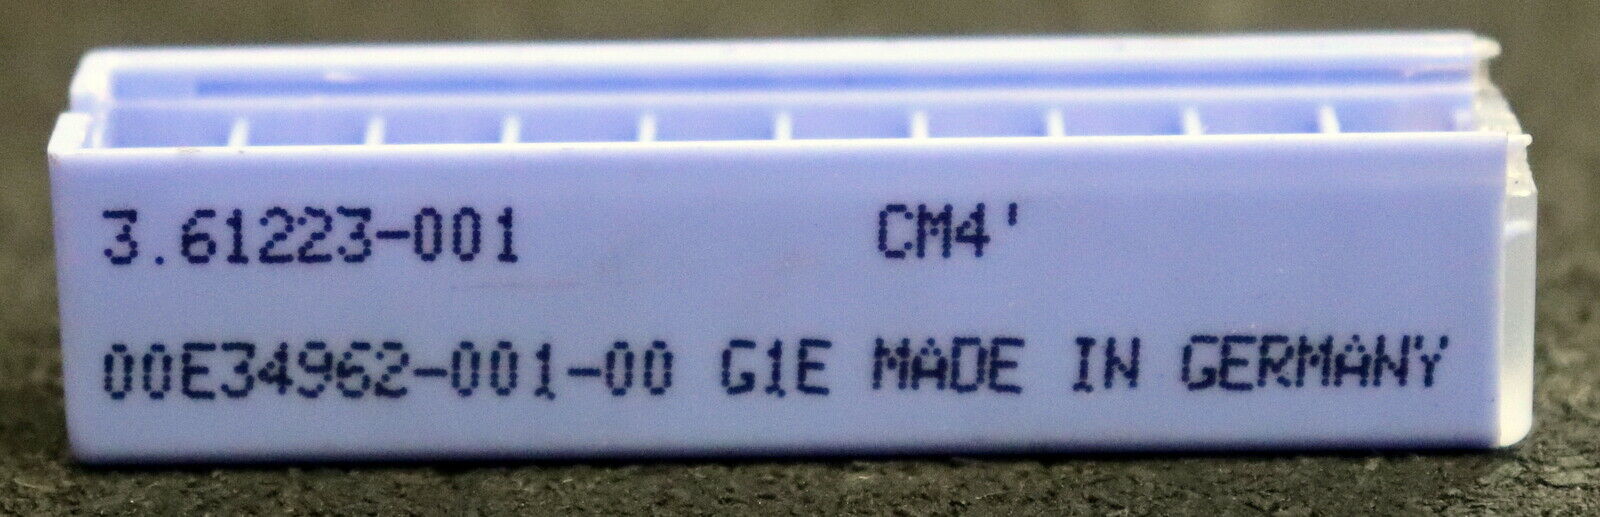 3.61223-001 CM4'
00E34962-001-00 G1E MADE IN GERMANY